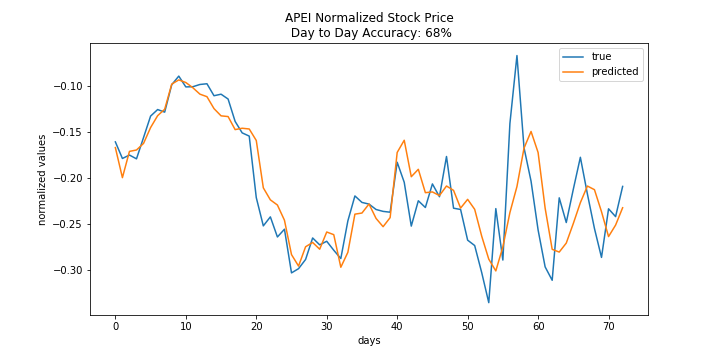 APEI Normalized Stock Price
Day to Day Accuracy: 68%
true
predicted
normalized values
−0.10
−0.15
−0.20
−0.25
−0.30
0
10
20
30
40
50
60
70
days